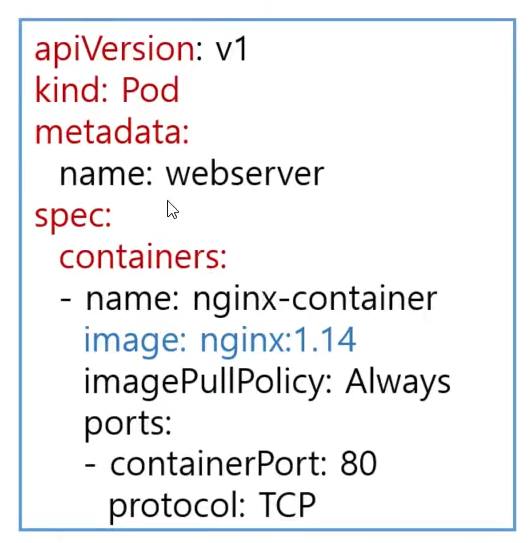 apiVersion: v1
kind: Pod
metadata:
  name: webserver
spec:
  containers:
  - name: nginx-container
    image: nginx:1.14
    imagePullPolicy: Always
    ports:
    - containerPort: 80
      protocol: TCP